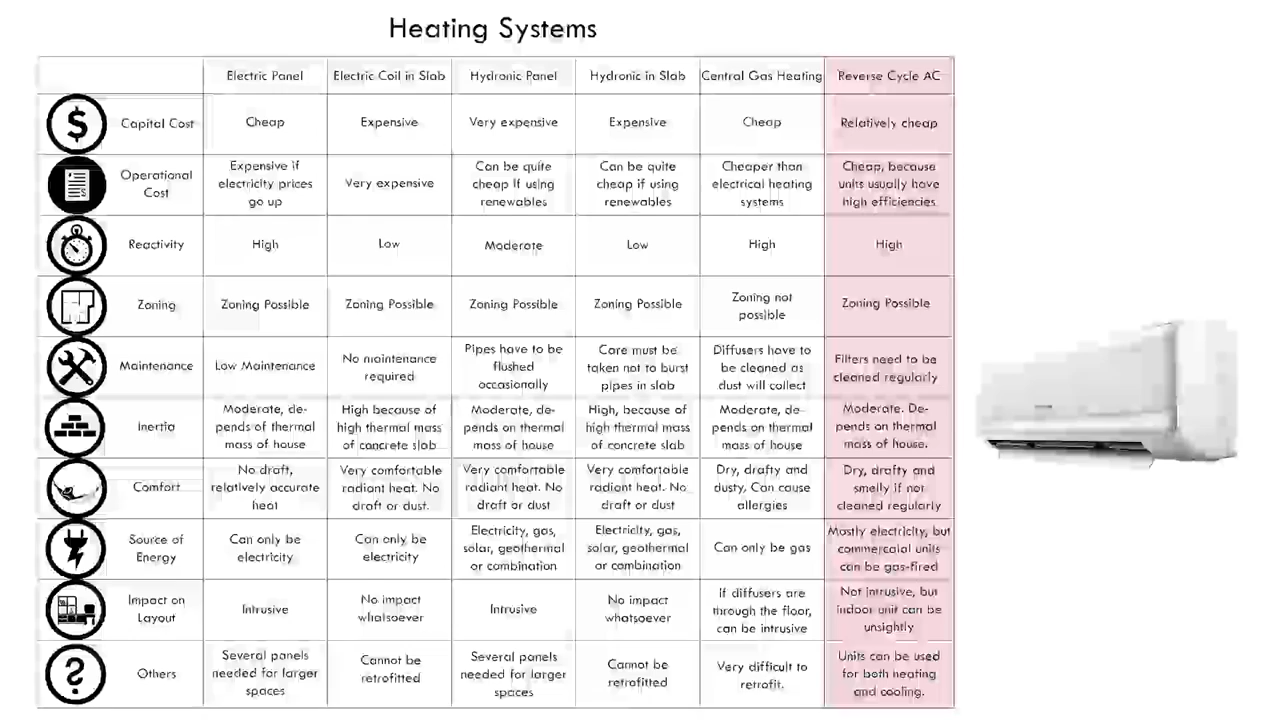 Heating Systems
Electric Panel
Electric Coil in Slab
Hydronic Panel
Hydronic in Slab
Central Gas Heating
Reverse Cycle AC
Capital Cost
Cheap
Expensive
Very expensive
Expensive
Cheap
Relatively cheap
Operational
Cost
Expensive if
electricity prices
go up
Very expensive
Can be quite
cheap if using
renewables
Can be quite
cheap if using
renewables
Cheaper than
electrical heating
systems
Cheap, because
units usually have
high efficiencies
Reactivity
High
Low
Moderate
Low
High
High
Zoning
Zoning Possible
Zoning Possible
Zoning Possible
Zoning Possible
Zoning not
possible
Zoning Possible
Maintenance
Low Maintenance
No maintenance
required
Pipes have to be
flushed
occasionally
Care must be
taken not to burst
pipes in slab
Diffusers have to
be cleaned as
dust will collect
Filters need to be
cleaned regularly
Inertia
Moderate, de-
pends of thermal
mass of house
High because of
high thermal mass
of concrete slab
Moderate, de-
pends on thermal
mass of house
High, because of
high thermal mass
of concrete slab
Moderate, de-
pends on thermal
mass of house
Moderate. De-
pends on thermal
mass of house.
Comfort
No draft,
relatively accurate
heat
Very comfortable
radiant heat. No
draft or dust.
Very comfortable
radiant heat. No
draft or dust
Very comfortable
radiant heat. No
draft or dust
Dry, drafty and
dusty, Can cause
allergies
Dry, drafty and
smelly if not
cleaned regularly
Source of
Energy
Can only be
electricity
Can only be
electricity
Electricity, gas,
solar, geothermal
or combination
Electricity, gas,
solar, geothermal
or combination
Can only be gas
Mostly electricity, but
commercaial units
can be gas-fired
Impact on
Layout
Intrusive
No impact
whatsoever
Intrusive
No impact
whatsoever
If diffusers are
through the floor,
can be intrusive
Not intrusive, but
indoor unit can be
unsightly
Others
Several panels
needed for larger
spaces
Cannot be
retrofitted
Several panels
needed for larger
spaces
Cannot be
retrofitted
Very difficult to
retrofit.
Units can be used
for both heating
and cooling.